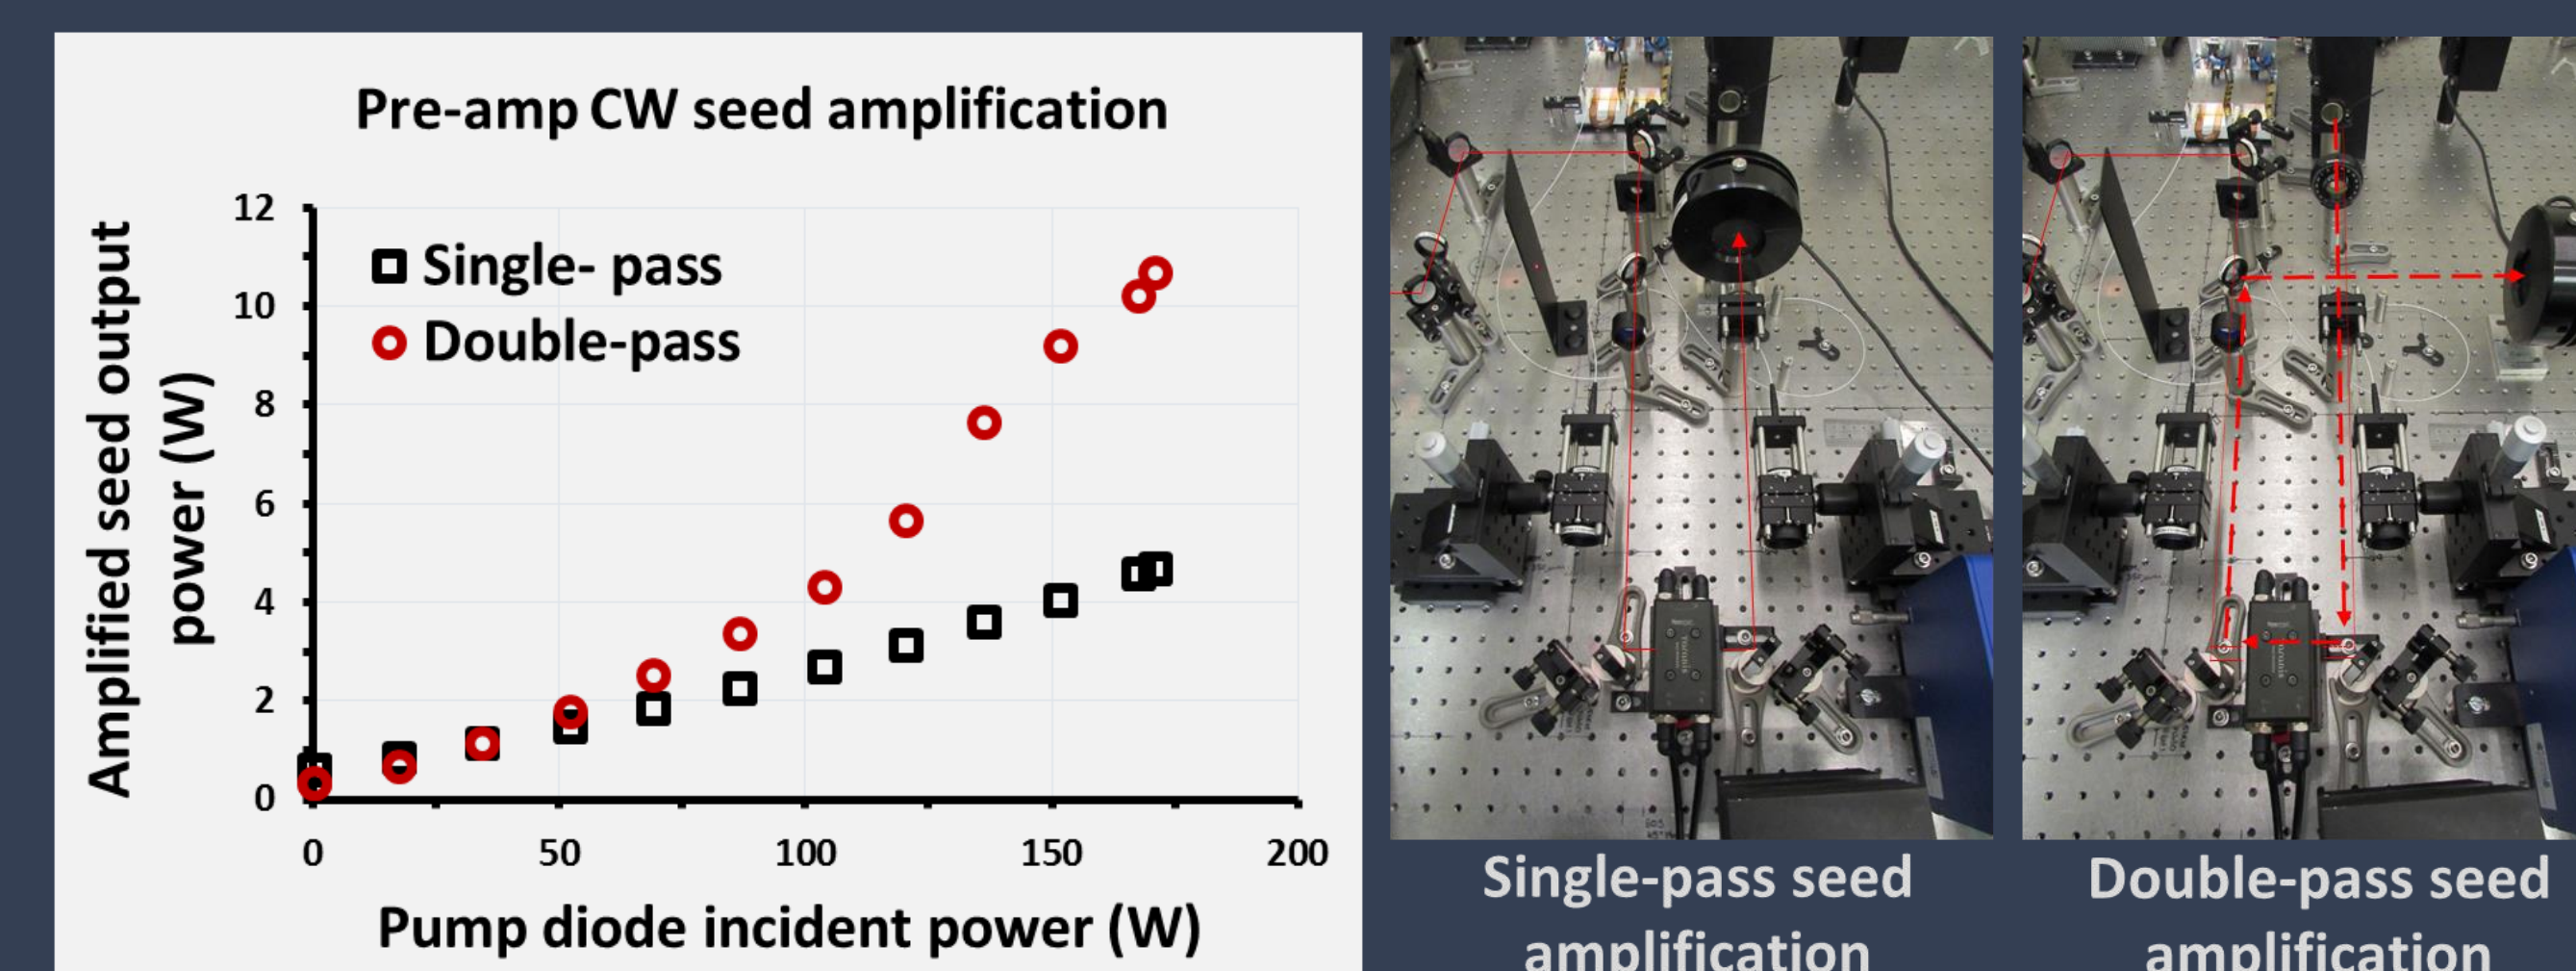 Pre-amp CW seed amplification
Amplified seed output
power (W)
12
10
8
6
4
2
0
Single- pass
Double-pass
0
50
100
150
200
Pump diode incident power (W)
Single-pass seed
amplification
Double-pass seed
amplification